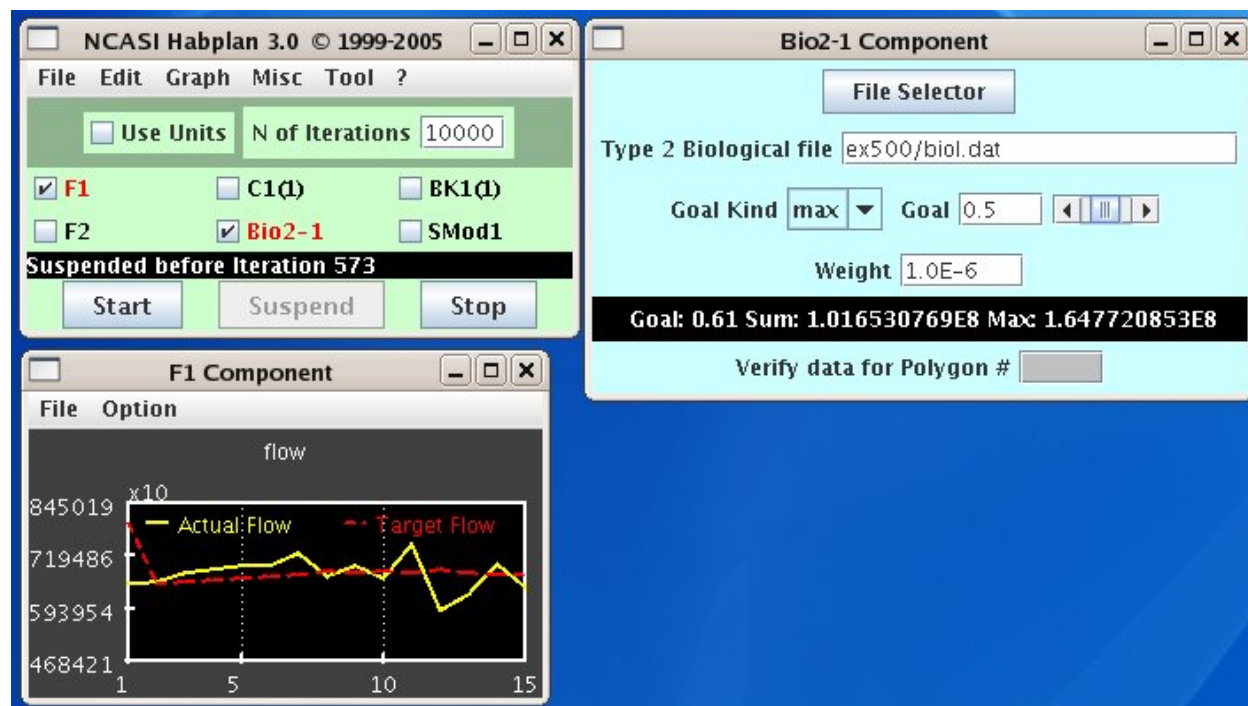 NCASI Habplan 3.0 © 1999-2005
File Edit Graph Misc Tool ?
Use Units N of Iterations 10000
F1 C1(1) BK1(1)
F2 Bio2-1 SMod1
Suspended before Iteration 573
Start Suspend Stop
Bio2-1 Component
File Selector
Type 2 Biological file ex500/biol.dat
Goal Kind max Goal 0.5
Weight 1.0E-6
Goal: 0.61 Sum: 1.016530769E8 Max: 1.647720853E8
Verify data for Polygon #
F1 Component
File Option
flow
x10
845019
Actual Flow Target Flow
719486
593954
468421
1 5 10 15